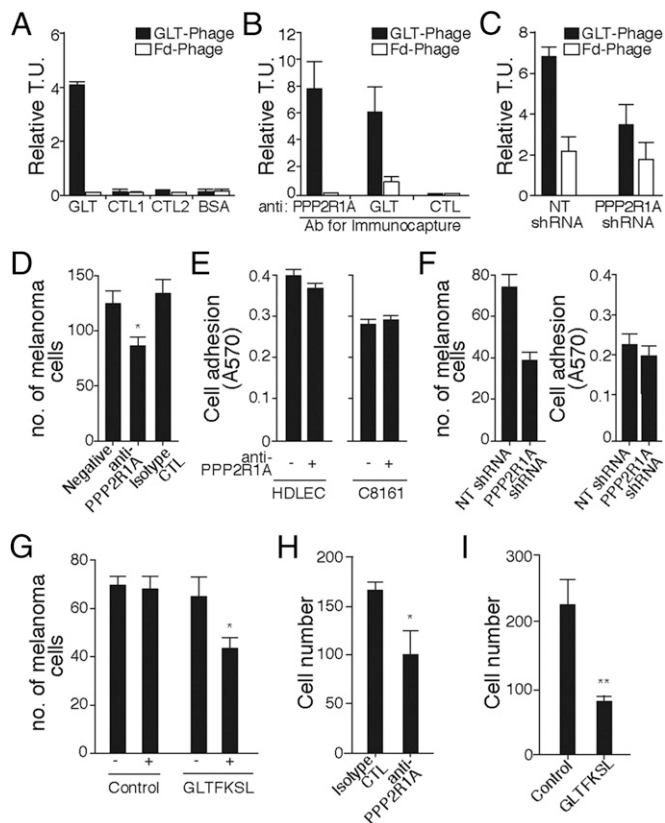 A
GLT-Phage
Fd-Phage
Relative T.U.
6
4
2
0
GLT CTL1 CTL2 BSA
B
GLT-Phage
Fd-Phage
Relative T.U.
12
10
8
6
4
2
0
anti: PPP2R1A GLT CTL
Ab for Immunocapture
C
GLT-Phage
Fd-Phage
Relative T.U.
8
6
4
2
0
NT
shRNA
PPP2R1A
shRNA
D
no. of melanoma
cells
150
100
50
0
*
Negative
anti-
PPP2R1A
Isotype
CTL
E
Cell adhesion
(A570)
0.4
0.3
0.2
0.1
0
anti-
PPP2R1A
- + - +
HDLEC C8161
F
no. of melanoma
cells
80
60
40
20
0
NT shRNA
PPP2R1A
shRNA
Cell adhesion
(A570)
0.4
0.3
0.2
0.1
0
NT shRNA
PPP2R1A
shRNA
G
no. of melanoma
cells
80
60
40
20
0
*
- + - +
Control GLTFKSL
H
Cell number
200
150
100
50
0
*
Isotype
CTL
anti-
PPP2R1A
I
Cell number
300
200
100
0
**
Control
GLTFKSL